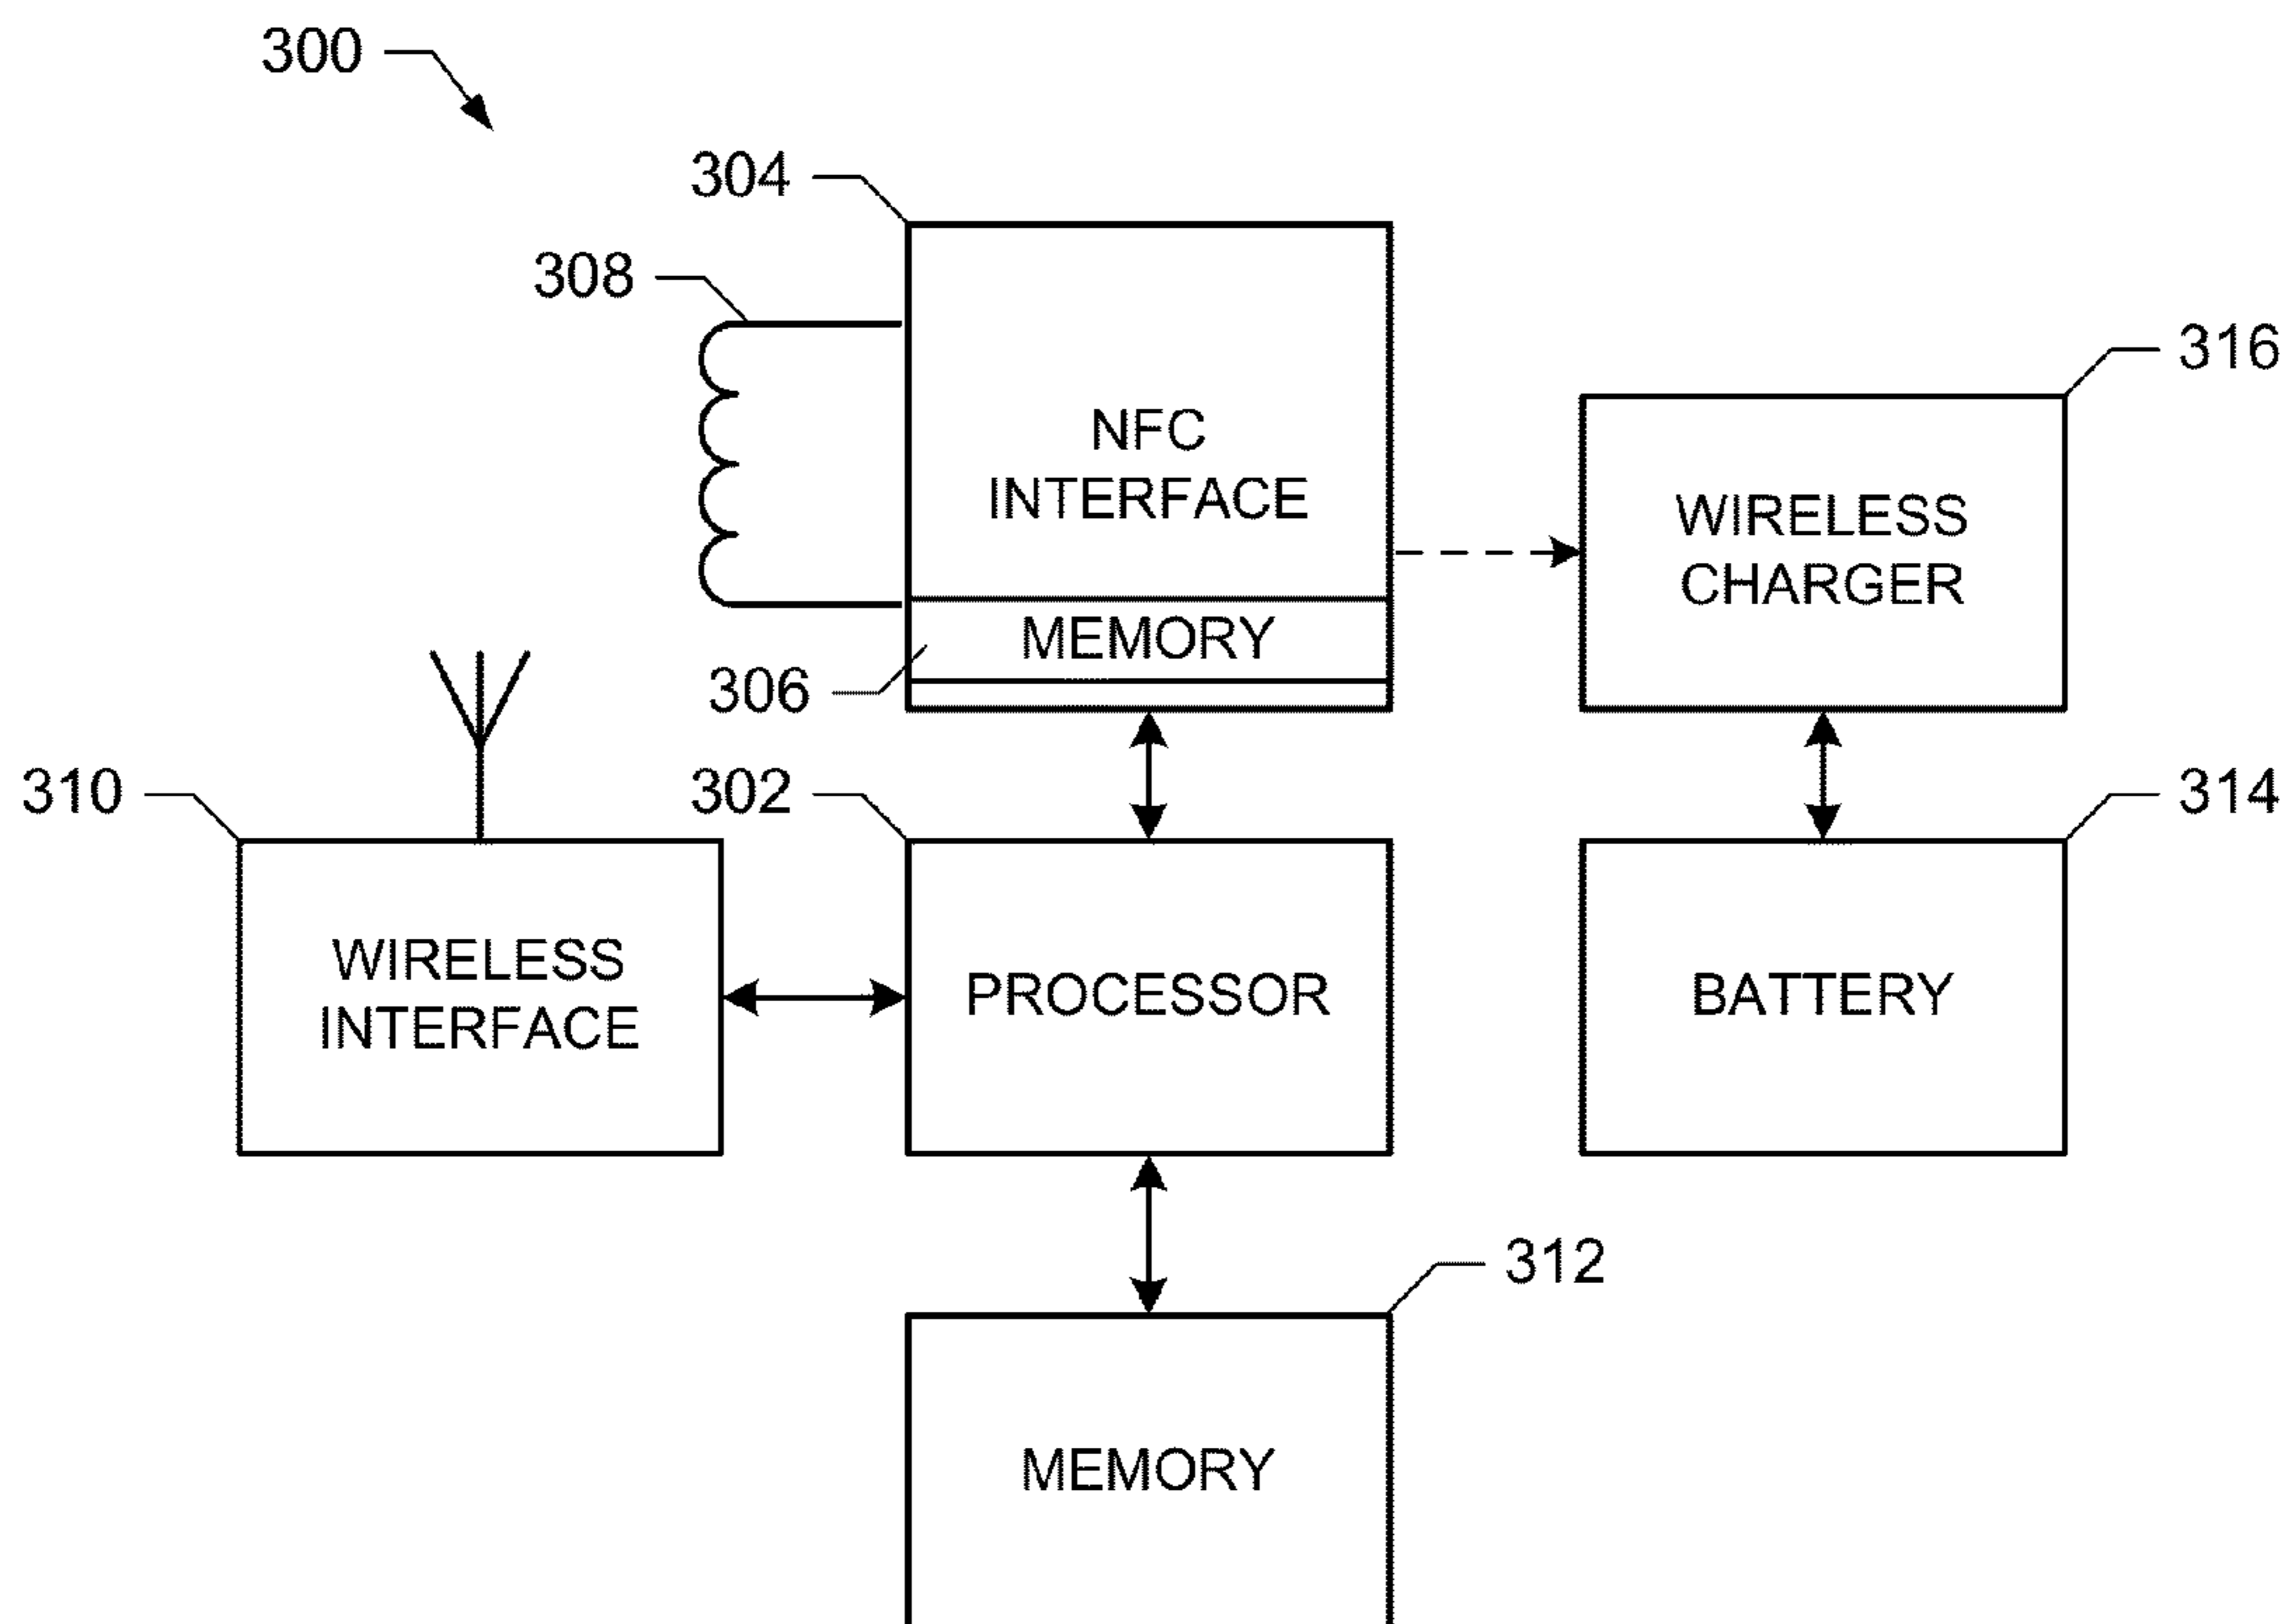 300
304
308
316
NFC
INTERFACE
WIRELESS
CHARGER
MEMORY
306
310
302
314
WIRELESS
INTERFACE
PROCESSOR
BATTERY
312
MEMORY